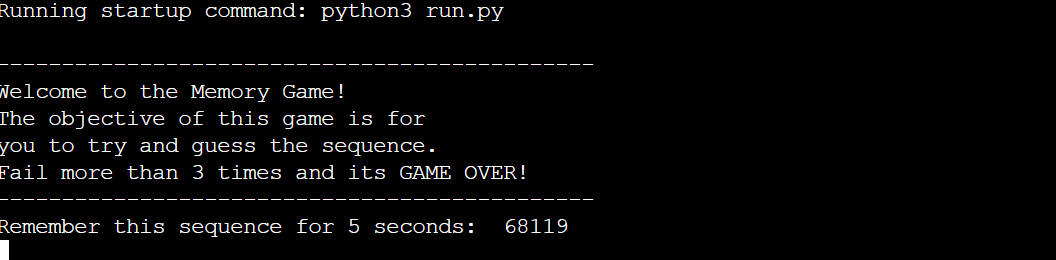 Running startup command: python3 run.py
-----------------------------------------------
Welcome to the Memory Game!
The objective of this game is for
you to try and guess the sequence.
Fail more than 3 times and its GAME OVER!
-----------------------------------------------
Remember this sequence for 5 seconds:  68119